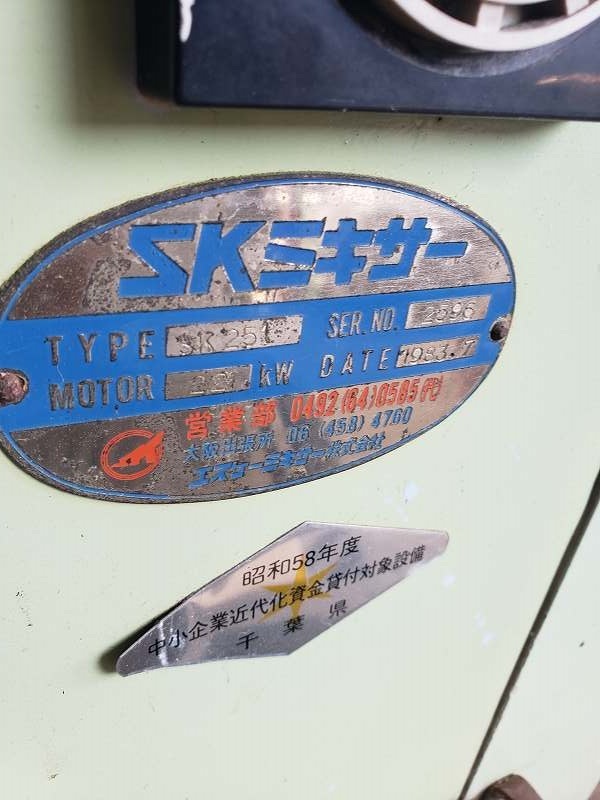 SKミキサー
TYPE SK25 SER. NO. 2696
MOTOR 2.2 kW DATE 1983.7
営業部 0492(64)0585(代)
大阪出張所 06(458)4760
エスケーミキサー株式会社
昭和58年度
中小企業近代化資金貸付対象設備
千葉県